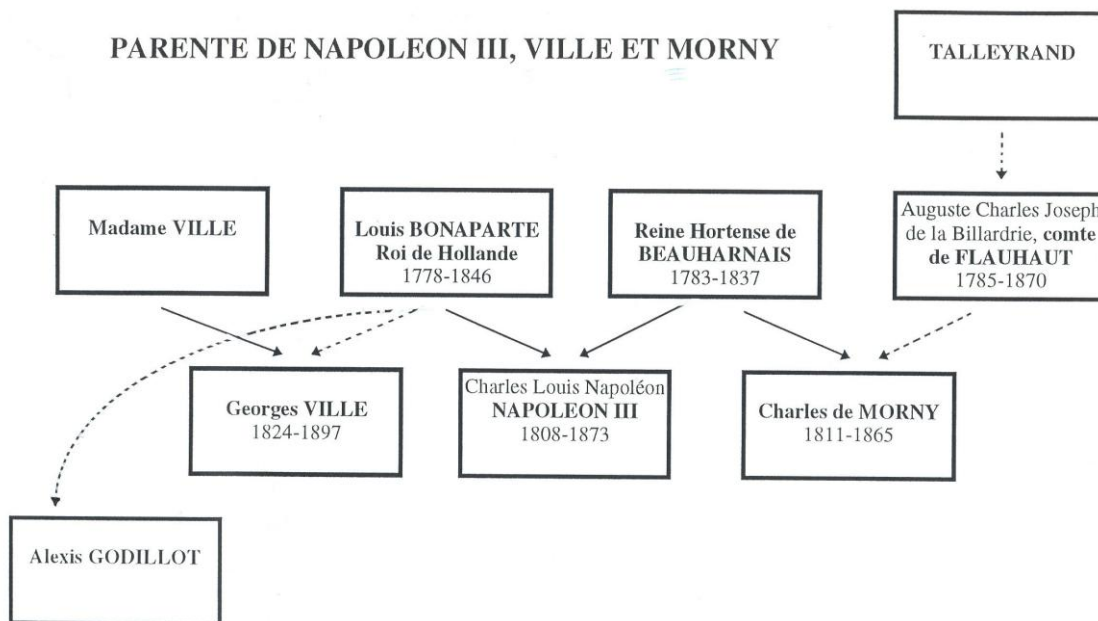 PARENTE DE NAPOLEON III, VILLE ET MORNY
TALLEYRAND
Madame VILLE
Louis BONAPARTE
Roi de Hollande
1778-1846
Reine Hortense de
BEAUHARNAIS
1783-1837
Auguste Charles Joseph
de la Billardrie, comte
de FLAUHAUT
1785-1870
Georges VILLE
1824-1897
Charles Louis Napoléon
NAPOLEON III
1808-1873
Charles de MORNY
1811-1865
Alexis GODILLOT